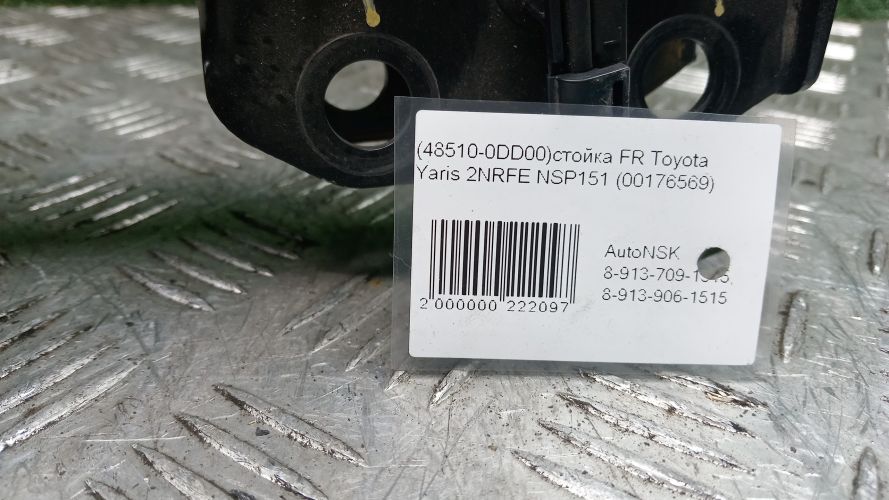 (48510-0DD00)стойка FR Toyota
Yaris 2NRFE NSP151 (00176569)
AutoNSK
8-913-906-1515
2 000000 222097